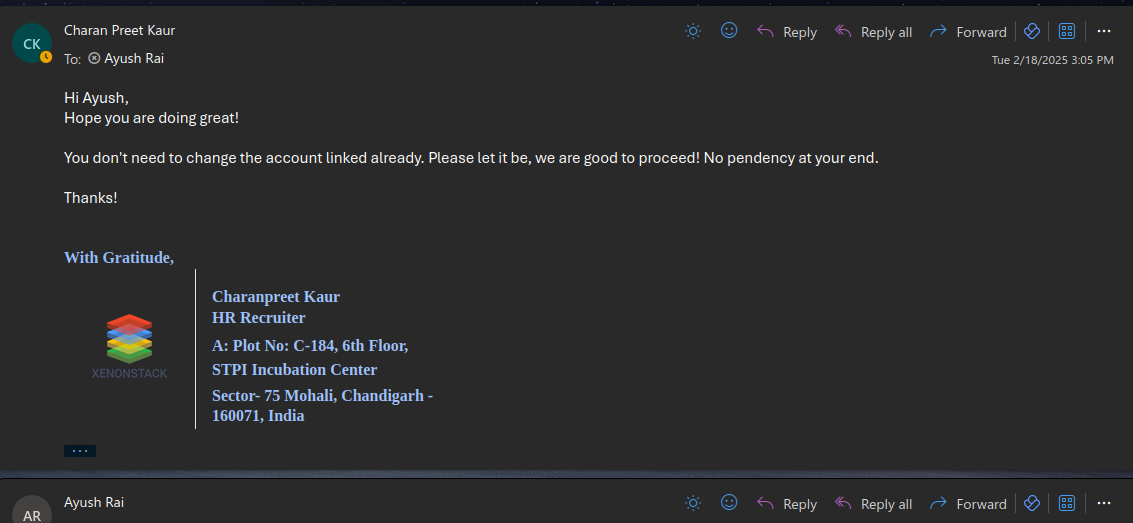 Charan Preet Kaur
CK
Reply
Reply all
Forward
To: Ayush Rai
Tue 2/18/2025 3:05 PM
Hi Ayush,
Hope you are doing great!
You don't need to change the account linked already. Please let it be, we are good to proceed! No pendency at your end.
Thanks!
With Gratitude,
XENONSTACK
Charanpreet Kaur
HR Recruiter
A: Plot No: C-184, 6th Floor,
STPI Incubation Center
Sector- 75 Mohali, Chandigarh -
160071, India
Ayush Rai
AR
Reply
Reply all
Forward